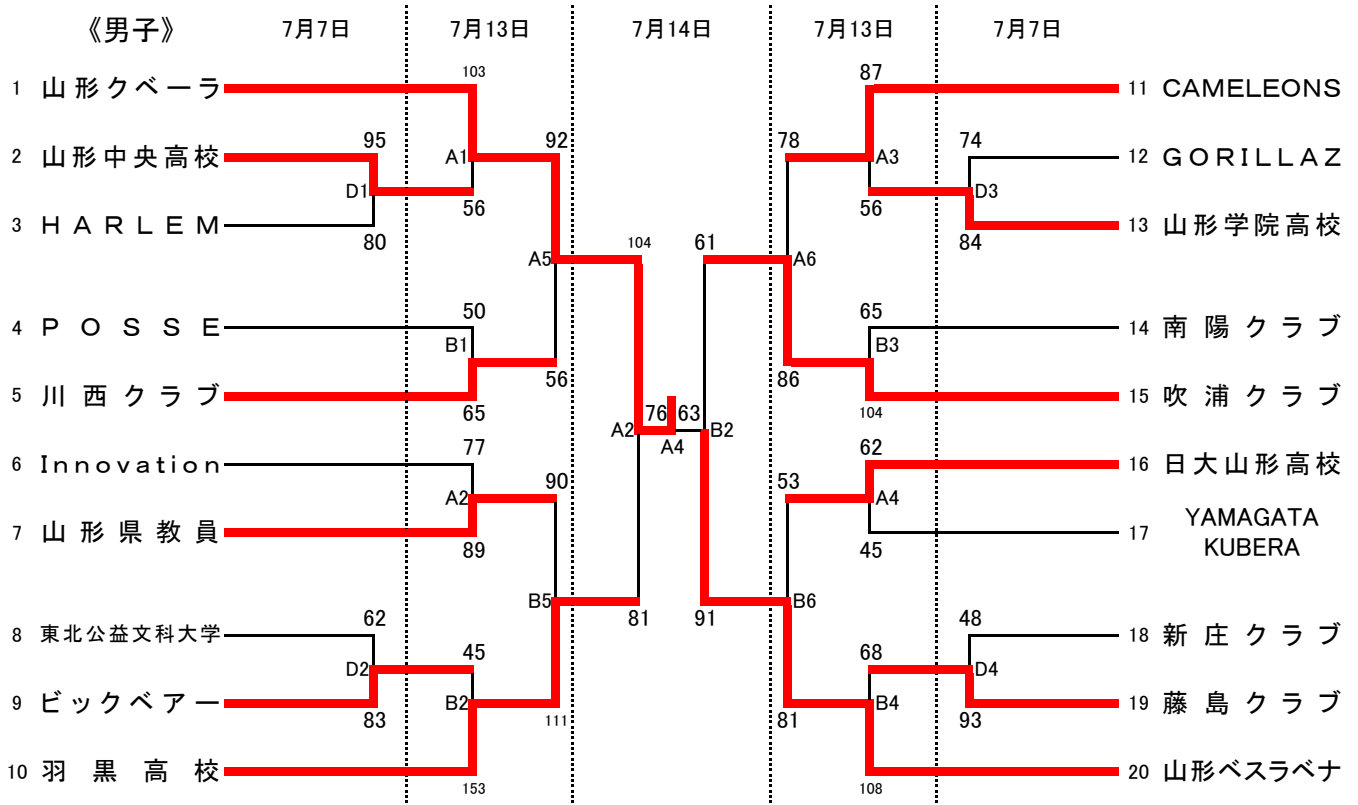 《男子》 7月7日 7月13日 7月14日 7月13日 7月7日
103 87
1 山形クベーラ 11 CAMELEONS
95 92 78 74
2 山形中央高校 A1 A3 12 GORILLAZ
D1 56 56 D3
3 HARLEM 13 山形学院高校
80 104 61 84
A5 A6
50 65
4 POSSE 14 南陽クラブ
B1 B3
56 86
5 川西クラブ 15 吹浦クラブ
65 76 63 104
A2 A4 B2
77 62
6 Innovation 16 日大山形高校
90 53
A2 A4
7 山形県教員 17 YAMAGATA
KUBERA
89 45
B5 B6
62 81 91 48
8 東北公益文科大学 18 新庄クラブ
45 68
D2 D4
9 ビックベアー B2 B4 19 藤島クラブ
83 111 81 93
10 羽黒高校 20 山形ベスラベナ
153 108